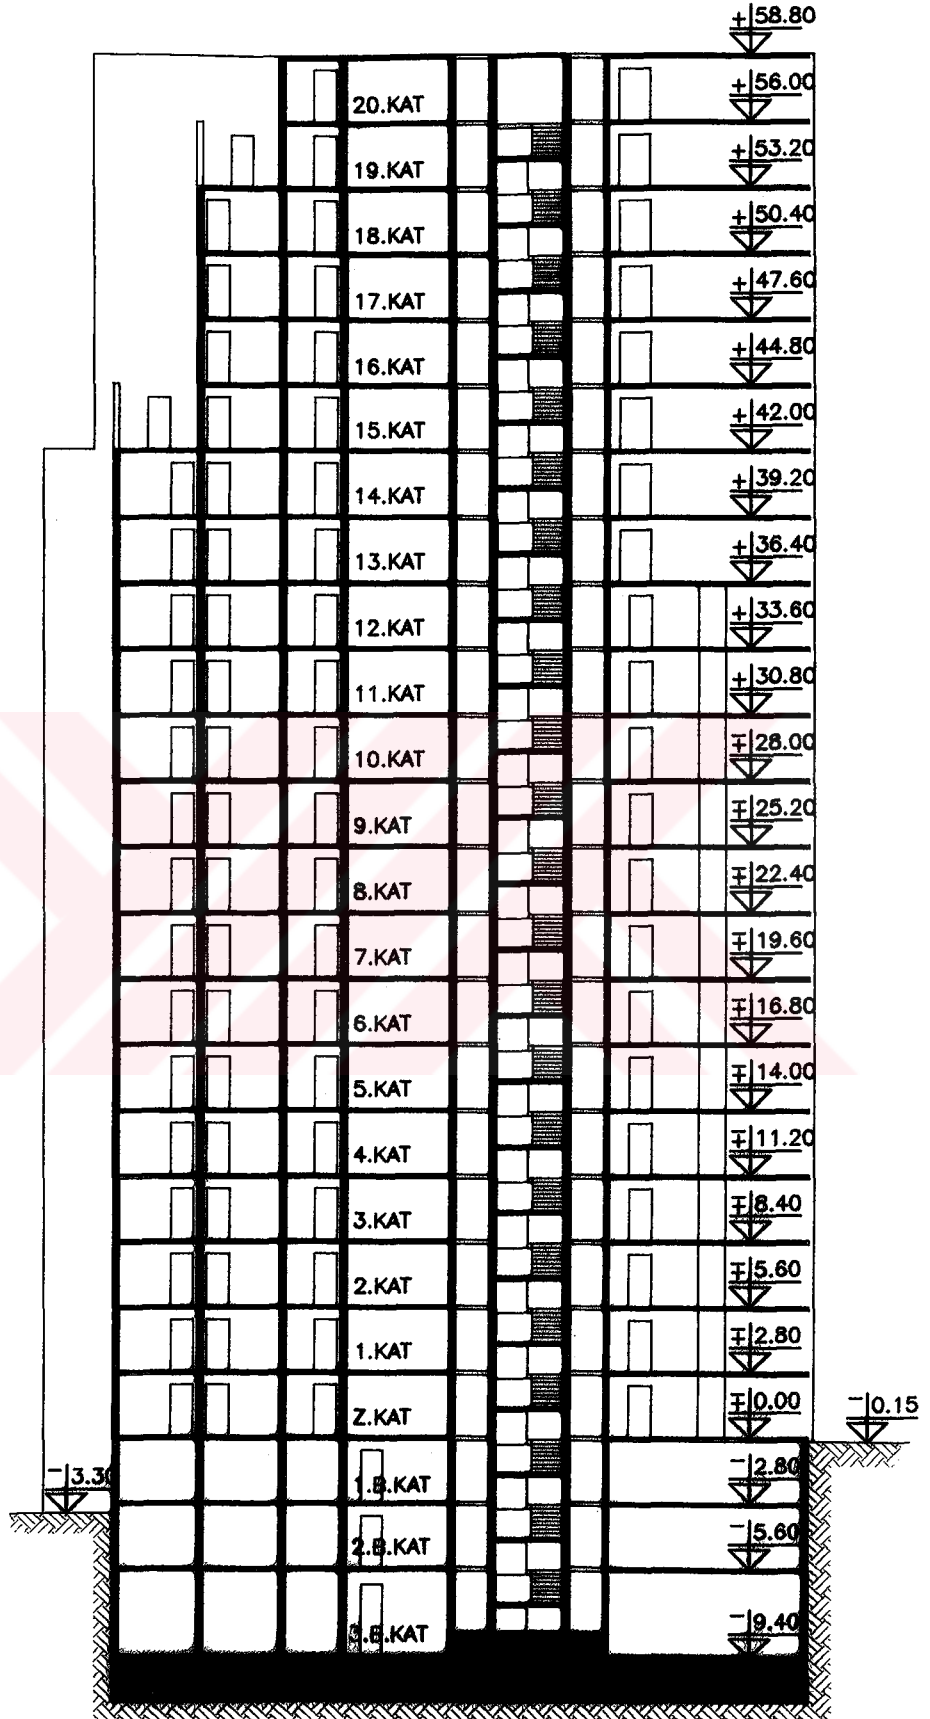 +58.80
+56.00
20.KAT
+53.20
19.KAT
+50.40
18.KAT
+47.60
17.KAT
+44.80
16.KAT
+42.00
15.KAT
+39.20
14.KAT
+36.40
13.KAT
+33.60
12.KAT
+30.80
11.KAT
∓28.00
10.KAT
∓25.20
9.KAT
∓22.40
8.KAT
∓19.60
7.KAT
∓16.80
6.KAT
∓14.00
5.KAT
∓11.20
4.KAT
∓8.40
3.KAT
∓5.60
2.KAT
∓2.80
1.KAT
∓0.00
Z.KAT
-0.15
-3.30
-2.80
1.B.KAT
-5.60
2.B.KAT
-9.40
3.B.KAT